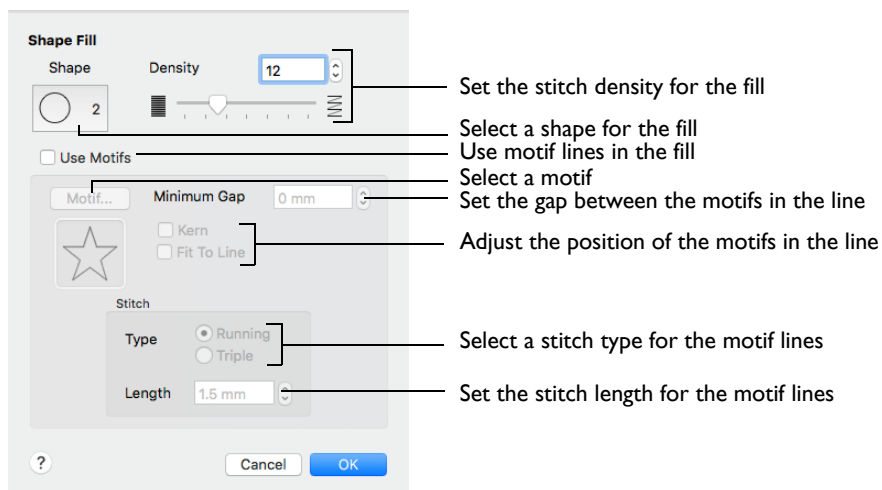 Shape Fill
Shape
Density
12
2
Use Motifs
Motif...
Minimum Gap
0 mm
Kern
Fit To Line
Stitch
Type
Running
Triple
Length
1.5 mm
?
Cancel
OK
Set the stitch density for the fill
Select a shape for the fill
Use motif lines in the fill
Select a motif
Set the gap between the motifs in the line
Adjust the position of the motifs in the line
Select a stitch type for the motif lines
Set the stitch length for the motif lines